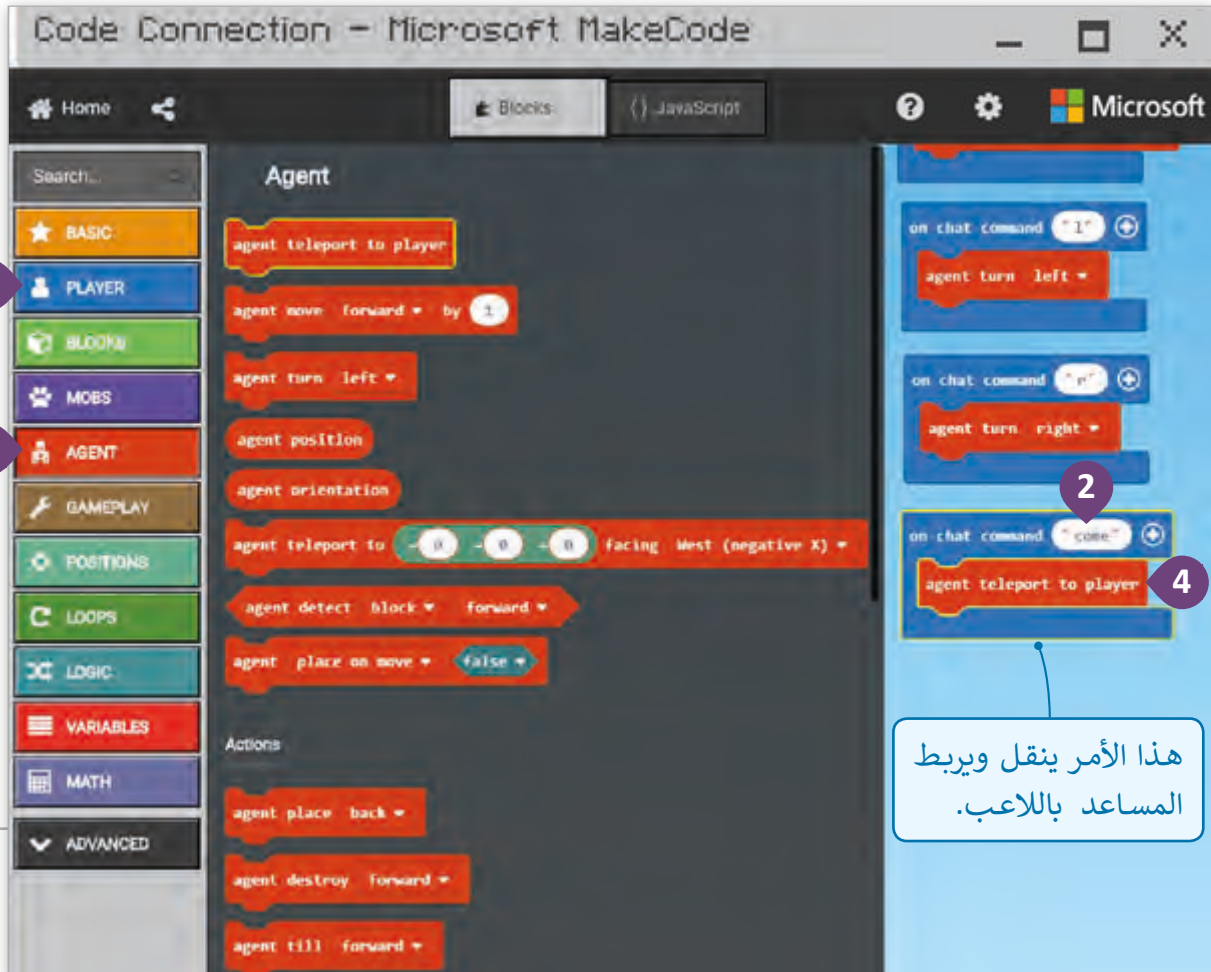 Code Connection – Microsoft MakeCode
Home
Blocks
{} JavaScript
?
Microsoft
Search...
BASIC
PLAYER
BLOCKS
MOBS
AGENT
GAMEPLAY
POSITIONS
LOOPS
LOGIC
VARIABLES
MATH
ADVANCED
Agent
agent teleport to player
agent move forward by 1
agent turn left
agent position
agent orientation
agent teleport to ~0 ~0 ~0 facing West (negative X)
agent detect block forward
agent place on move false
Actions
agent place back
agent destroy forward
agent till forward
on chat command "l"
agent turn left
on chat command "r"
agent turn right
2
on chat command "come"
agent teleport to player
4
هذا الأمر ينقل ويربط
المساعد باللاعب.